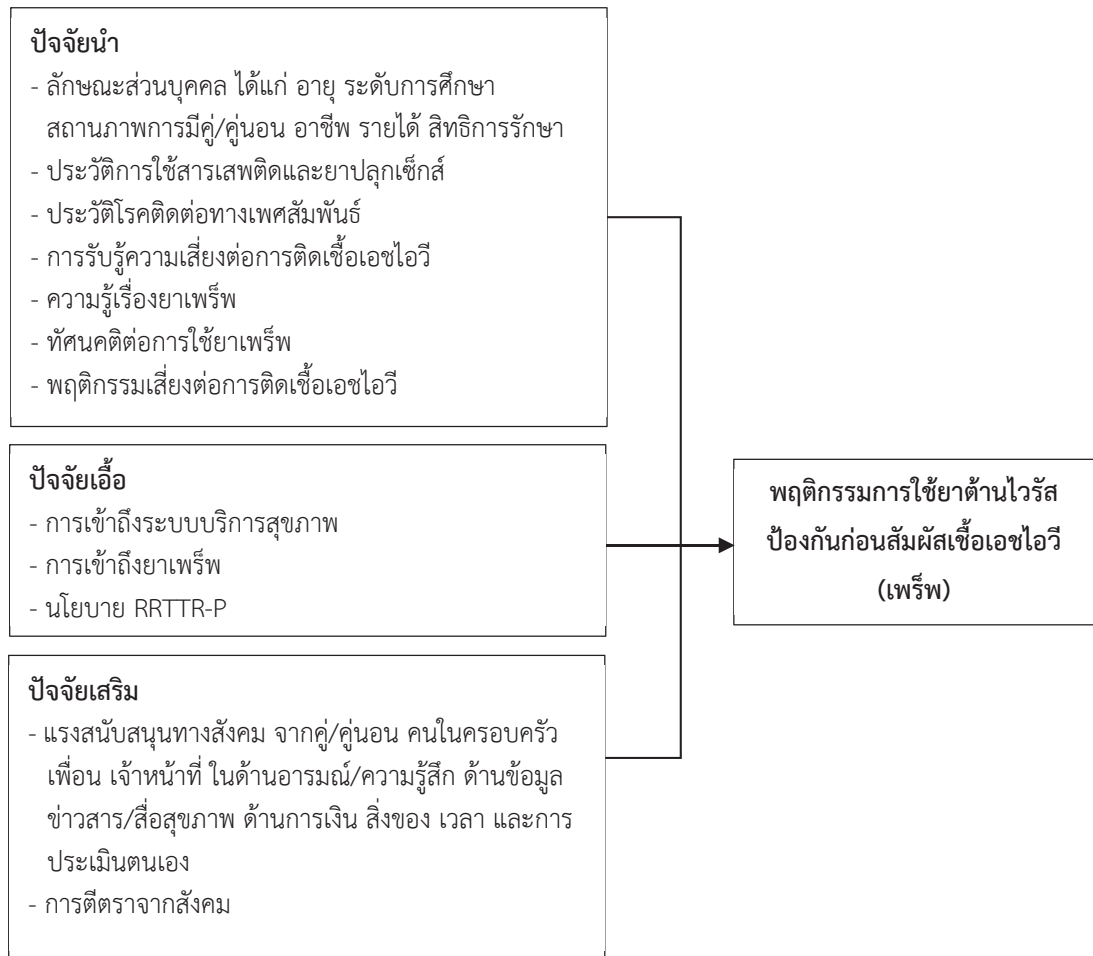 ปัจจัยนำ
- ลักษณะส่วนบุคคล ได้แก่ อายุ ระดับการศึกษา
สถานภาพการมีคู่/คู่นอน อาชีพ รายได้ สิทธิการรักษา
- ประวัติการใช้สารเสพติดและยาปลุกเซ็กส์
- ประวัติโรคติดต่อทางเพศสัมพันธ์
- การรับรู้ความเสี่ยงต่อการติดเชื้อเอชไอวี
- ความรู้เรื่องยาเพร็พ
- ทัศนคติต่อการใช้ยาเพร็พ
- พฤติกรรมเสี่ยงต่อการติดเชื้อเอชไอวี
ปัจจัยเอื้อ
- การเข้าถึงระบบบริการสุขภาพ
- การเข้าถึงยาเพร็พ
- นโยบาย RRTTR-P
ปัจจัยเสริม
- แรงสนับสนุนทางสังคม จากคู่/คู่นอน คนในครอบครัว
เพื่อน เจ้าหน้าที่ ในด้านอารมณ์/ความรู้สึก ด้านข้อมูล
ข่าวสาร/สื่อสุขภาพ ด้านการเงิน สิ่งของ เวลา และการ
ประเมินตนเอง
- การตีตราจากสังคม
พฤติกรรมการใช้ยาต้านไวรัส
ป้องกันก่อนสัมผัสเชื้อเอชไอวี
(เพร็พ)